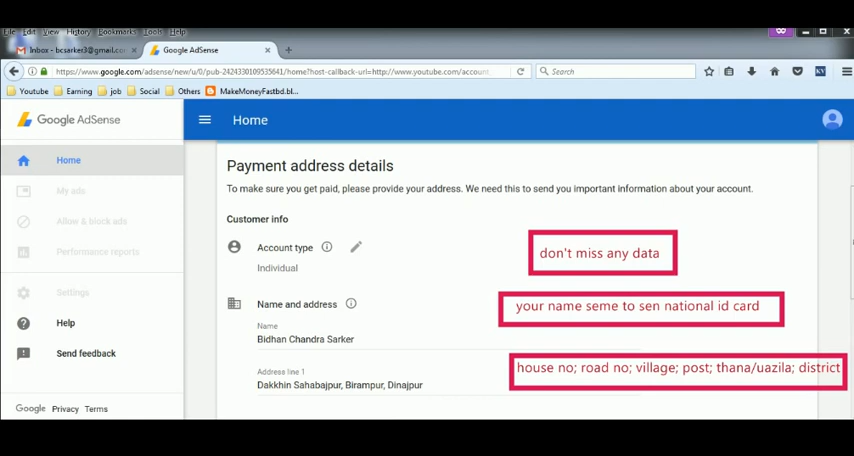 File Edit View History Bookmarks Tools Help
Inbox - bcsarker3@gmail.co
Google AdSense
https://www.google.com/adsense/new/u/0/pub-2424330109535641/home?host-callback-url=http://www.youtube.com/account_
Search
Youtube Earning job Social Others MakeMoneyFastbd.bl...
Google AdSense
Home
Home
My ads
Allow & block ads
Performance reports
Settings
Help
Send feedback
Google Privacy Terms
Payment address details
To make sure you get paid, please provide your address. We need this to send you important information about your account.
Customer info
Account type
Individual
don't miss any data
Name and address
your name seme to sen national id card
Name
Bidhan Chandra Sarker
Address line 1
Dakkhin Sahabajpur, Birampur, Dinajpur
house no; road no; village; post; thana/uazila; district